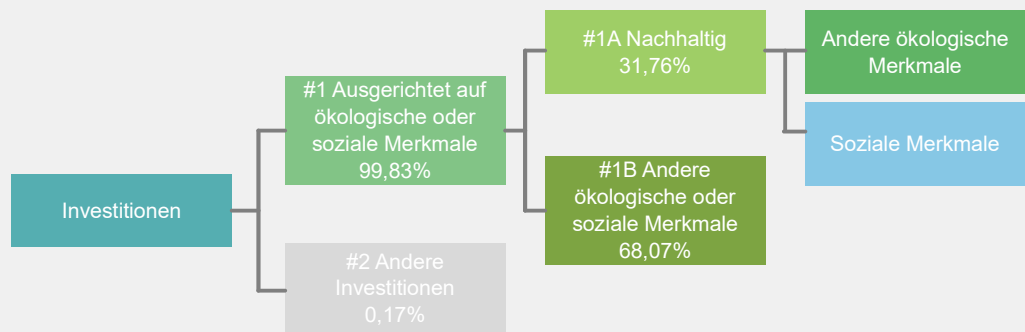 Investitionen
#1 Ausgerichtet auf
ökologische oder
soziale Merkmale
99,83%
#2 Andere
Investitionen
0,17%
#1A Nachhaltig
31,76%
#1B Andere
ökologische oder
soziale Merkmale
68,07%
Andere ökologische
Merkmale
Soziale Merkmale